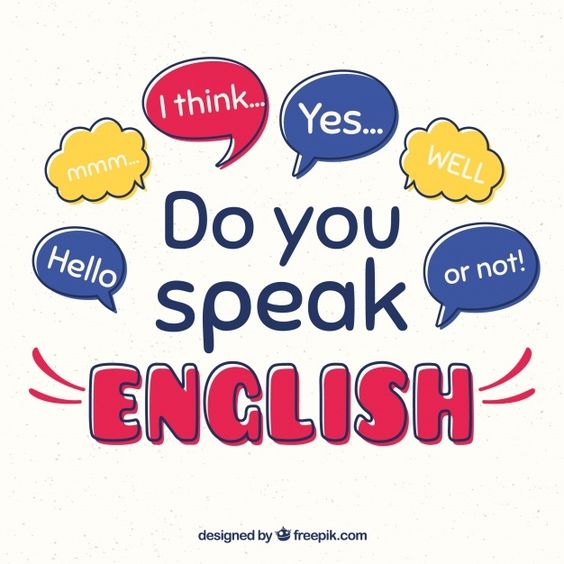 I think...
Yes...
mmm...
WELL
Hello
or not!
Do you
speak
ENGLISH
designed by freepik.com